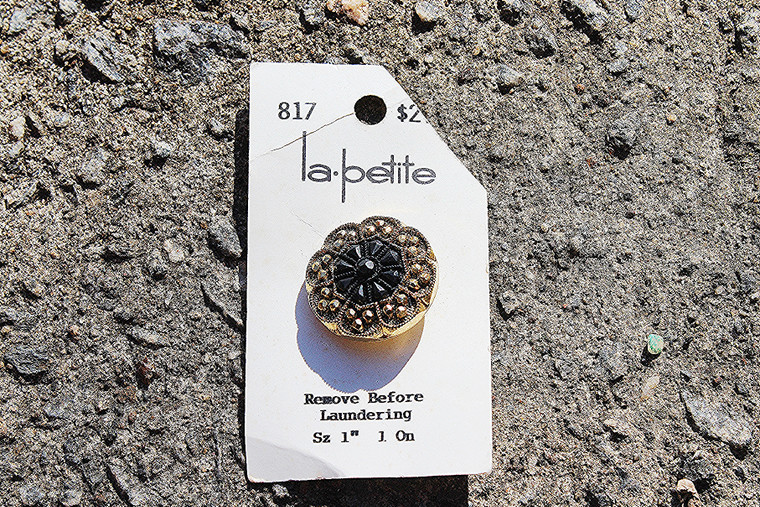 817 $2
la·petite
Remove Before
Laundering
Sz 1" 1 On